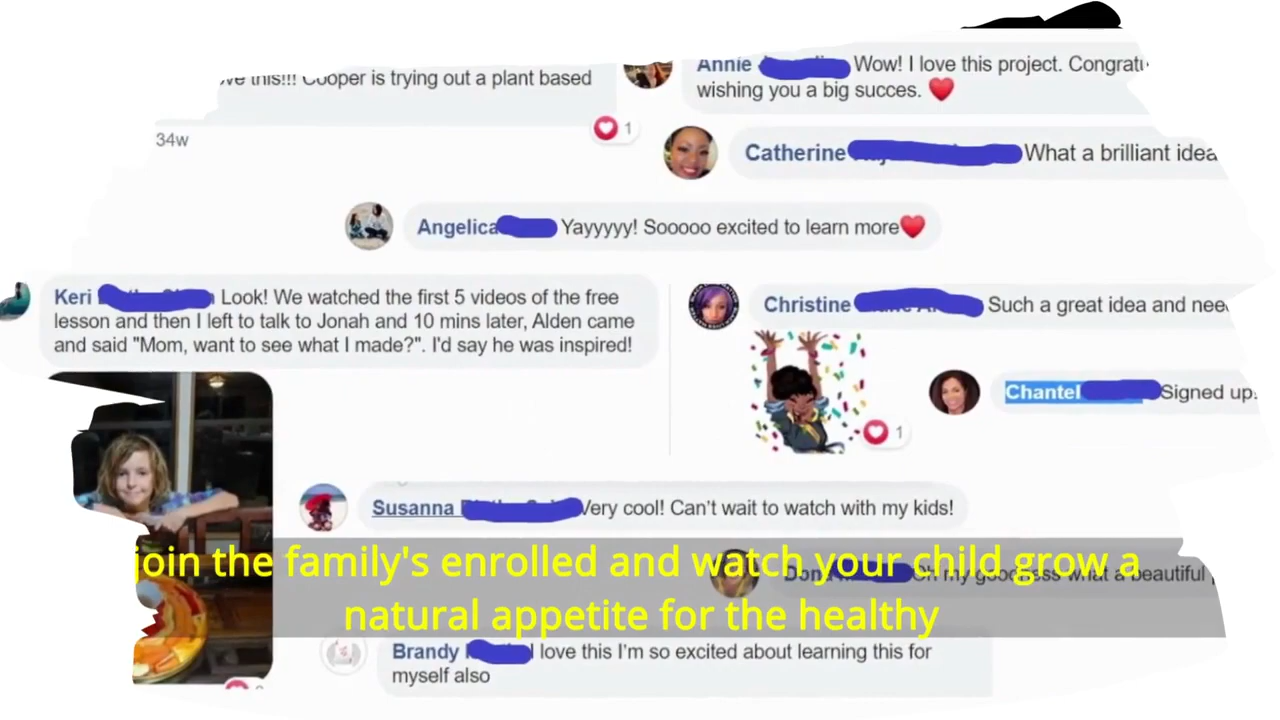 ve this!!! Cooper is trying out a plant based
34w
1
Annie Wow! I love this project.
wishing you a big succes.
Catherine What a brilliant idea
Angelica Yayyyyy! Sooooo excited to learn more
Keri Look! We watched the first 5 videos of the free
lesson and then I left to talk to Jonah and 10 mins later, Alden came
and said "Mom, want to see what I made?". I'd say he was inspired!
Christine Such a great idea and
1
Chantel Signed up!
Susanna Very cool! Can't wait to watch with my kids!
my goodness what a beautiful
join the family's enrolled and watch your child grow a
natural appetite for the healthy
Brandy I love this I'm so excited about learning this for
myself also